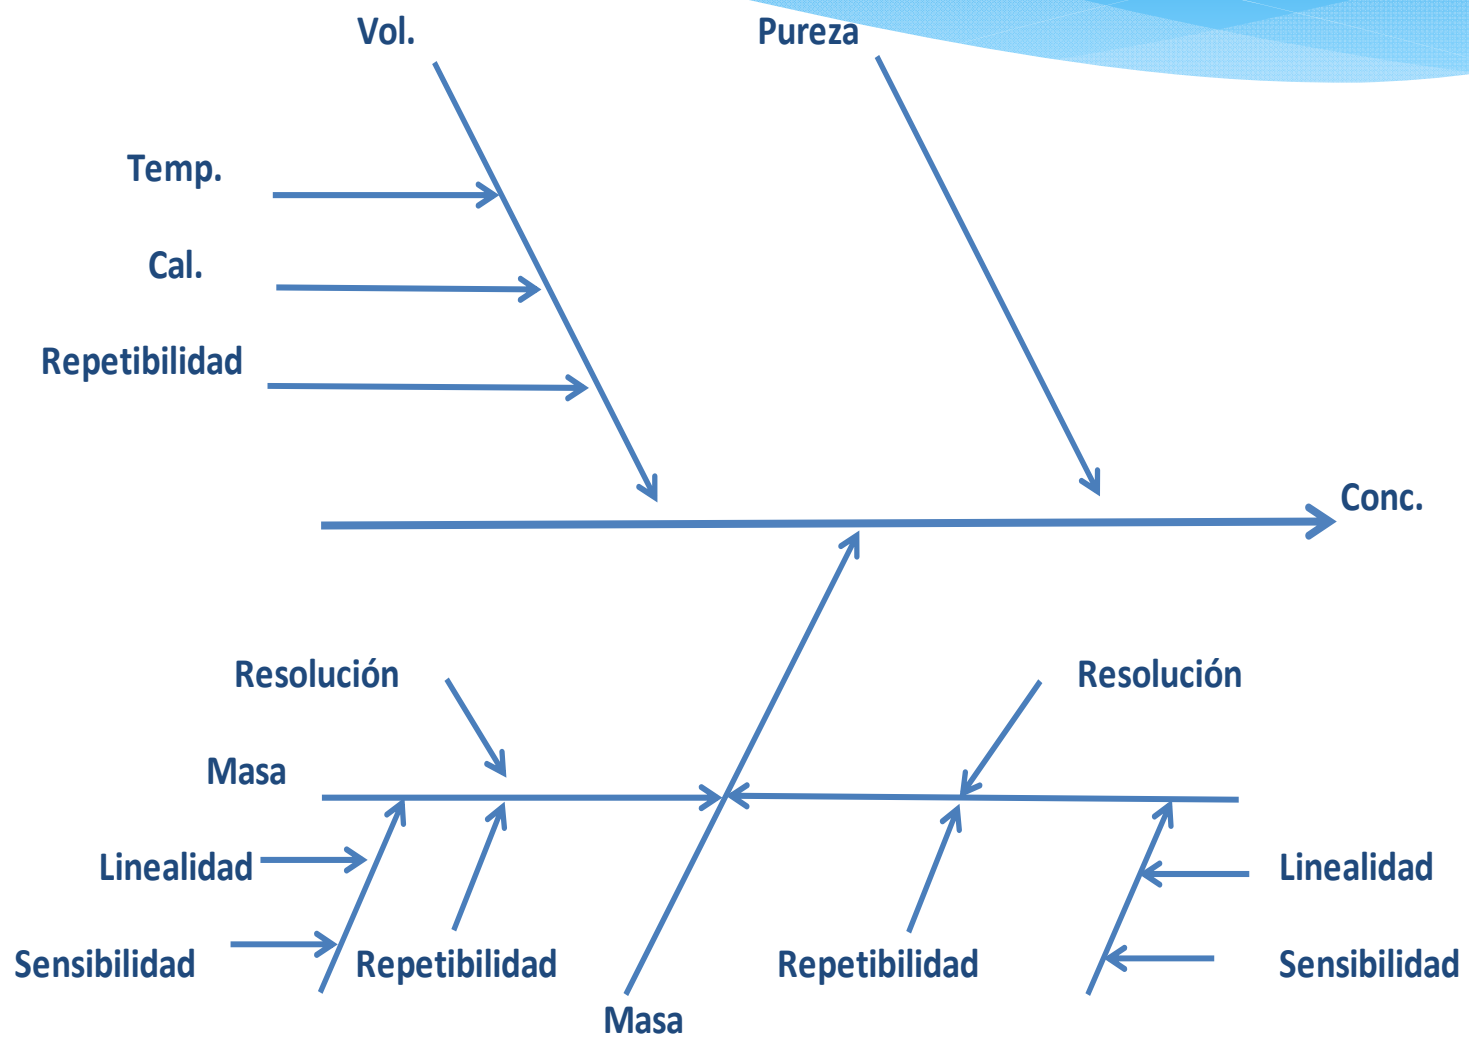 Vol.
Pureza
Temp.
Cal.
Repetibilidad
Conc.
Resolución
Resolución
Masa
Linealidad
Linealidad
Sensibilidad
Repetibilidad
Repetibilidad
Sensibilidad
Masa